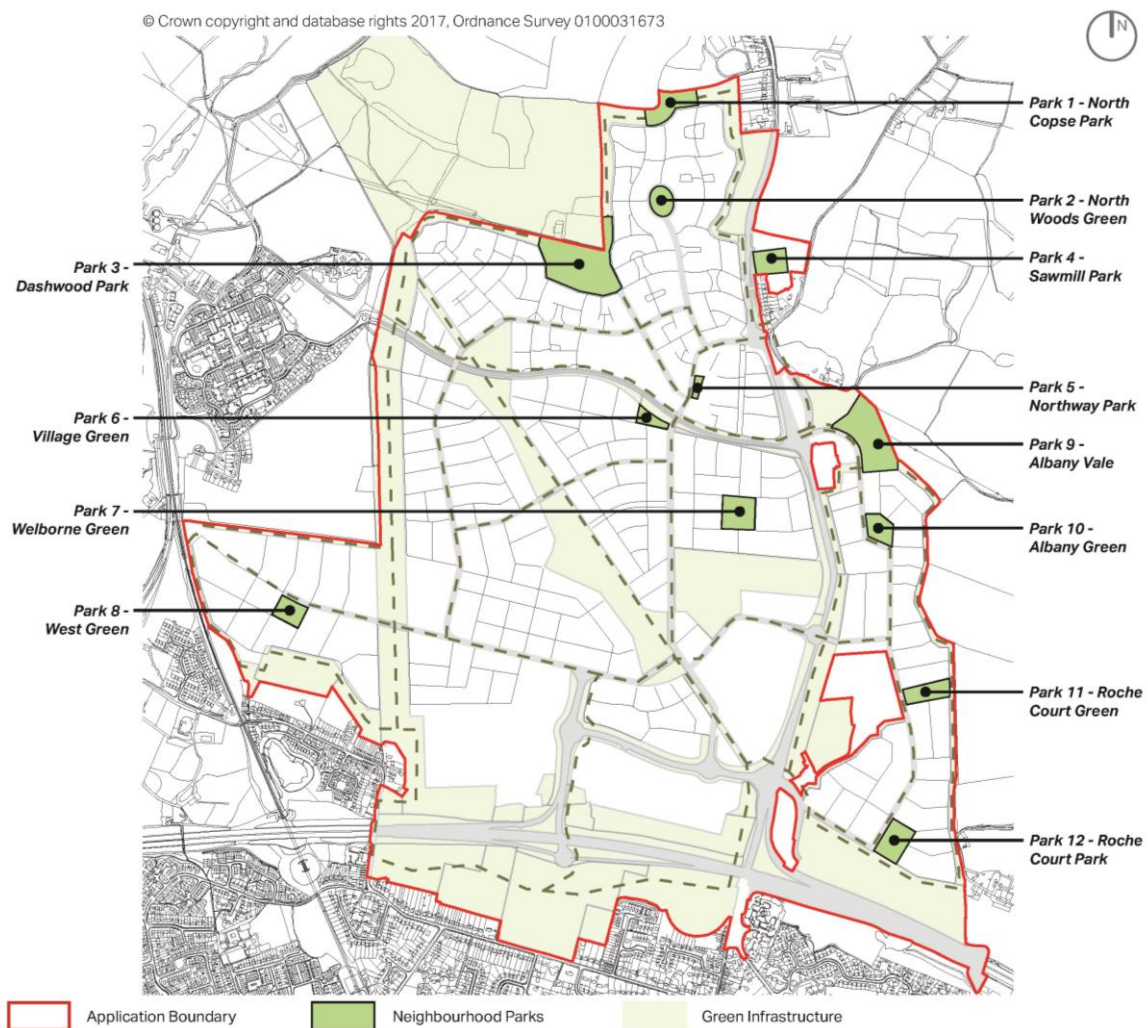 © Crown copyright and database rights 2017, Ordnance Survey 0100031673
N
Park 1 - North
Copse Park
Park 2 - North
Woods Green
Park 3 -
Dashwood Park
Park 4 -
Sawmill Park
Park 5 -
Northway Park
Park 6 -
Village Green
Park 9 -
Albany Vale
Park 7 -
Welborne Green
Park 10 -
Albany Green
Park 8 -
West Green
Park 11 - Roche
Court Green
Park 12 - Roche
Court Park
Application Boundary
Neighbourhood Parks
Green Infrastructure